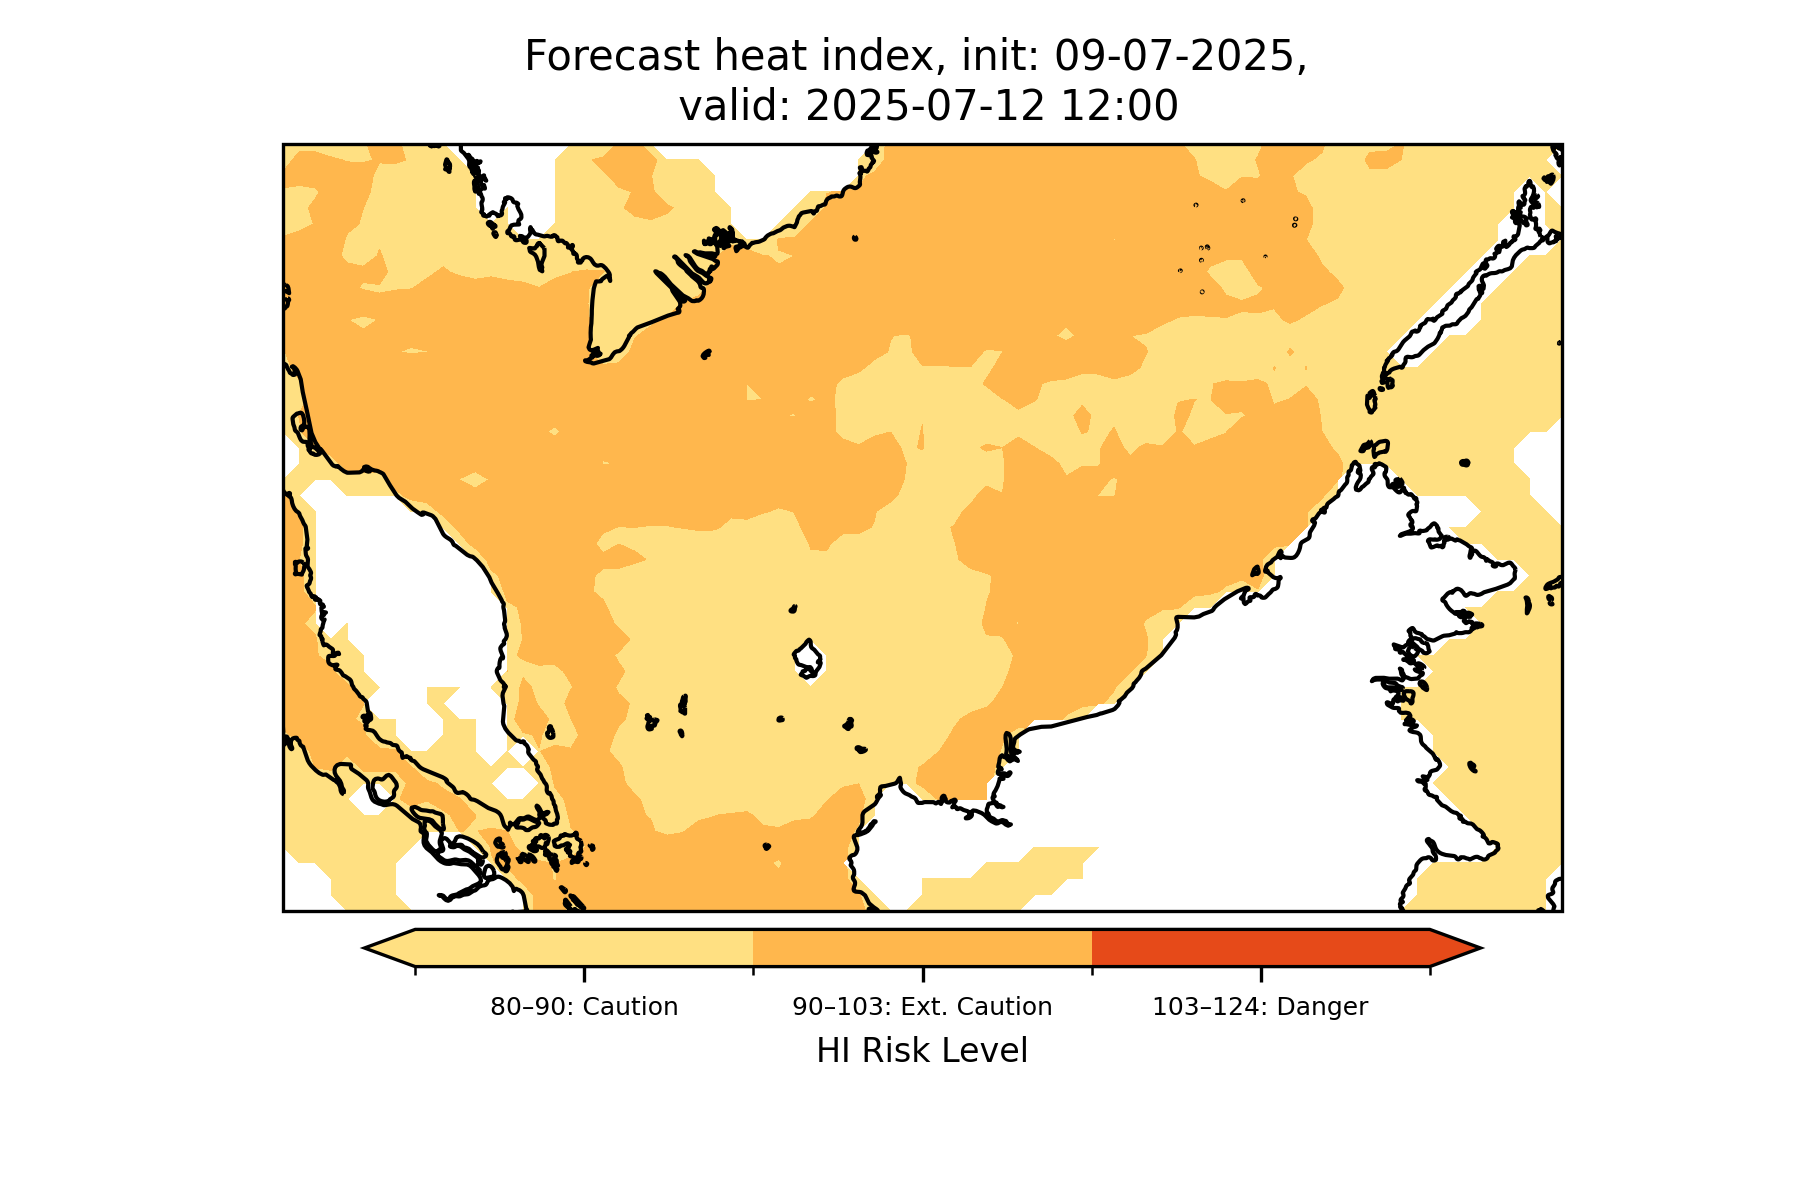 Forecast heat index, init: 09-07-2025,
valid: 2025-07-12 12:00
80–90: Caution
90–103: Ext. Caution
103–124: Danger
HI Risk Level